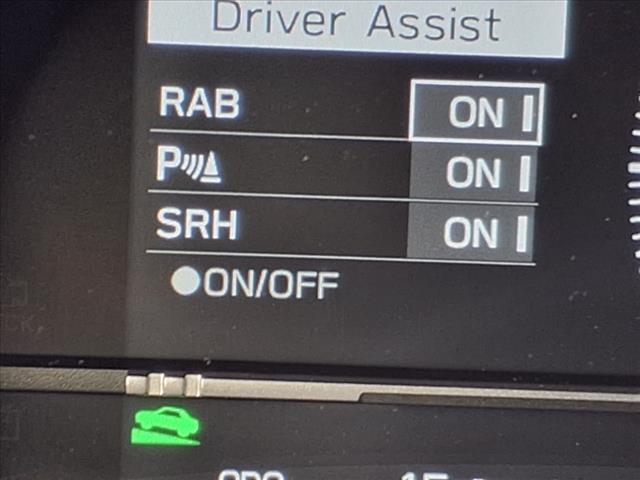 Driver Assist
RAB ON
P ON
SRH ON
ON/OFF